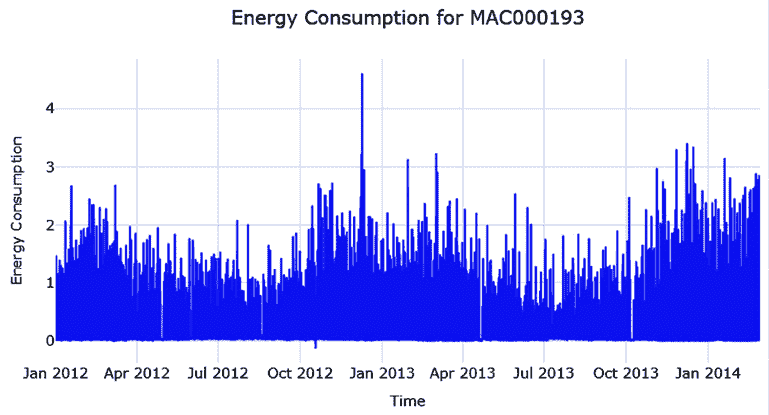 Energy Consumption for MAC000193
Energy Consumption
4
3
2
1
0
Jan 2012 Apr 2012 Jul 2012 Oct 2012 Jan 2013 Apr 2013 Jul 2013 Oct 2013 Jan 2014
Time